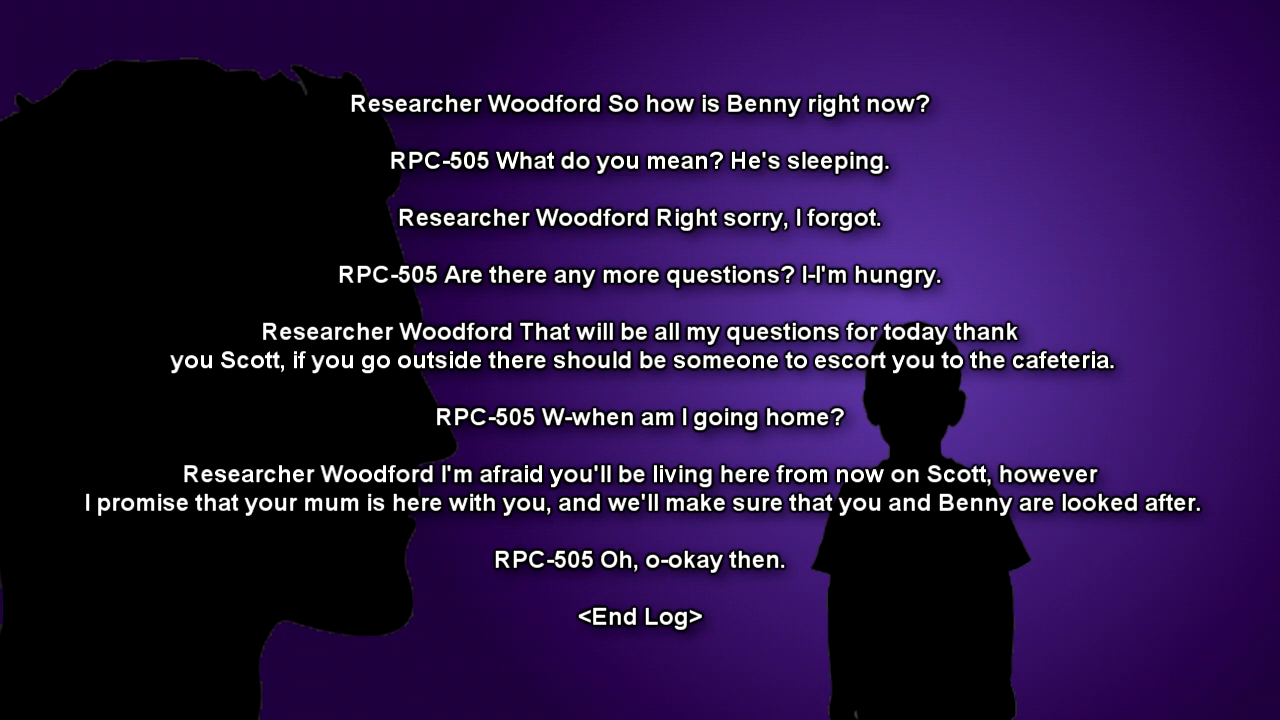 Researcher Woodford So how is Benny right now?
RPC-505 What do you mean? He's sleeping.
Researcher Woodford Right sorry, I forgot.
RPC-505 Are there any more questions? I-I'm hungry.
Researcher Woodford That will be all my questions for today thank
you Scott, if you go outside there should be someone to escort you to the cafeteria.
RPC-505 W-when am I going home?
Researcher Woodford I'm afraid you'll be living here from now on Scott, however
I promise that your mum is here with you, and we'll make sure that you and Benny are looked after.
RPC-505 Oh, o-okay then.
<End Log>